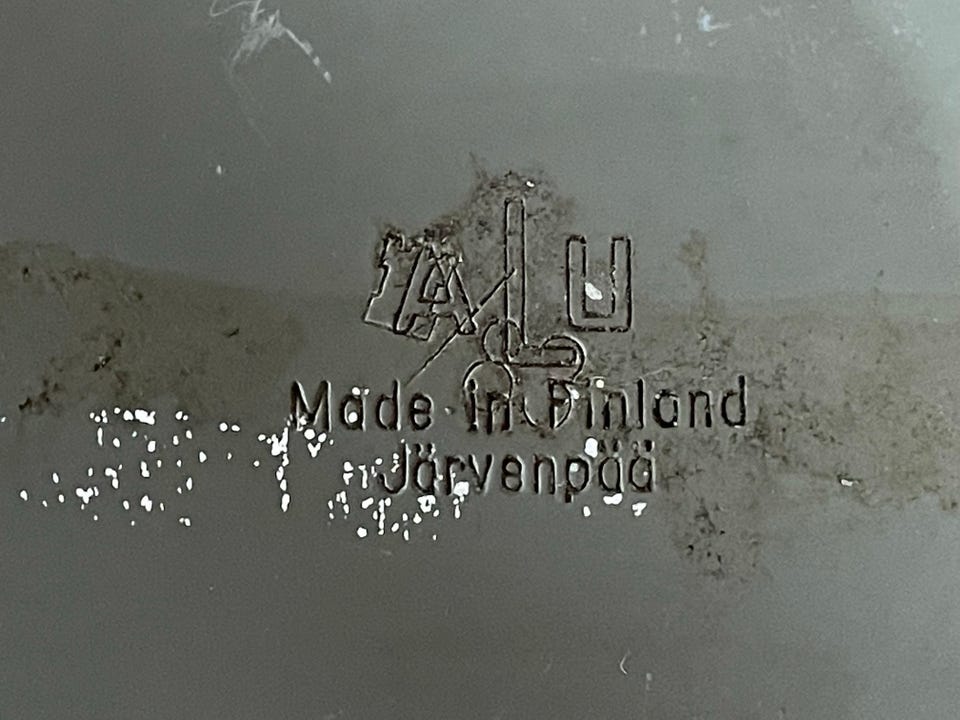 ALU
Made in Finland
Järvenpää